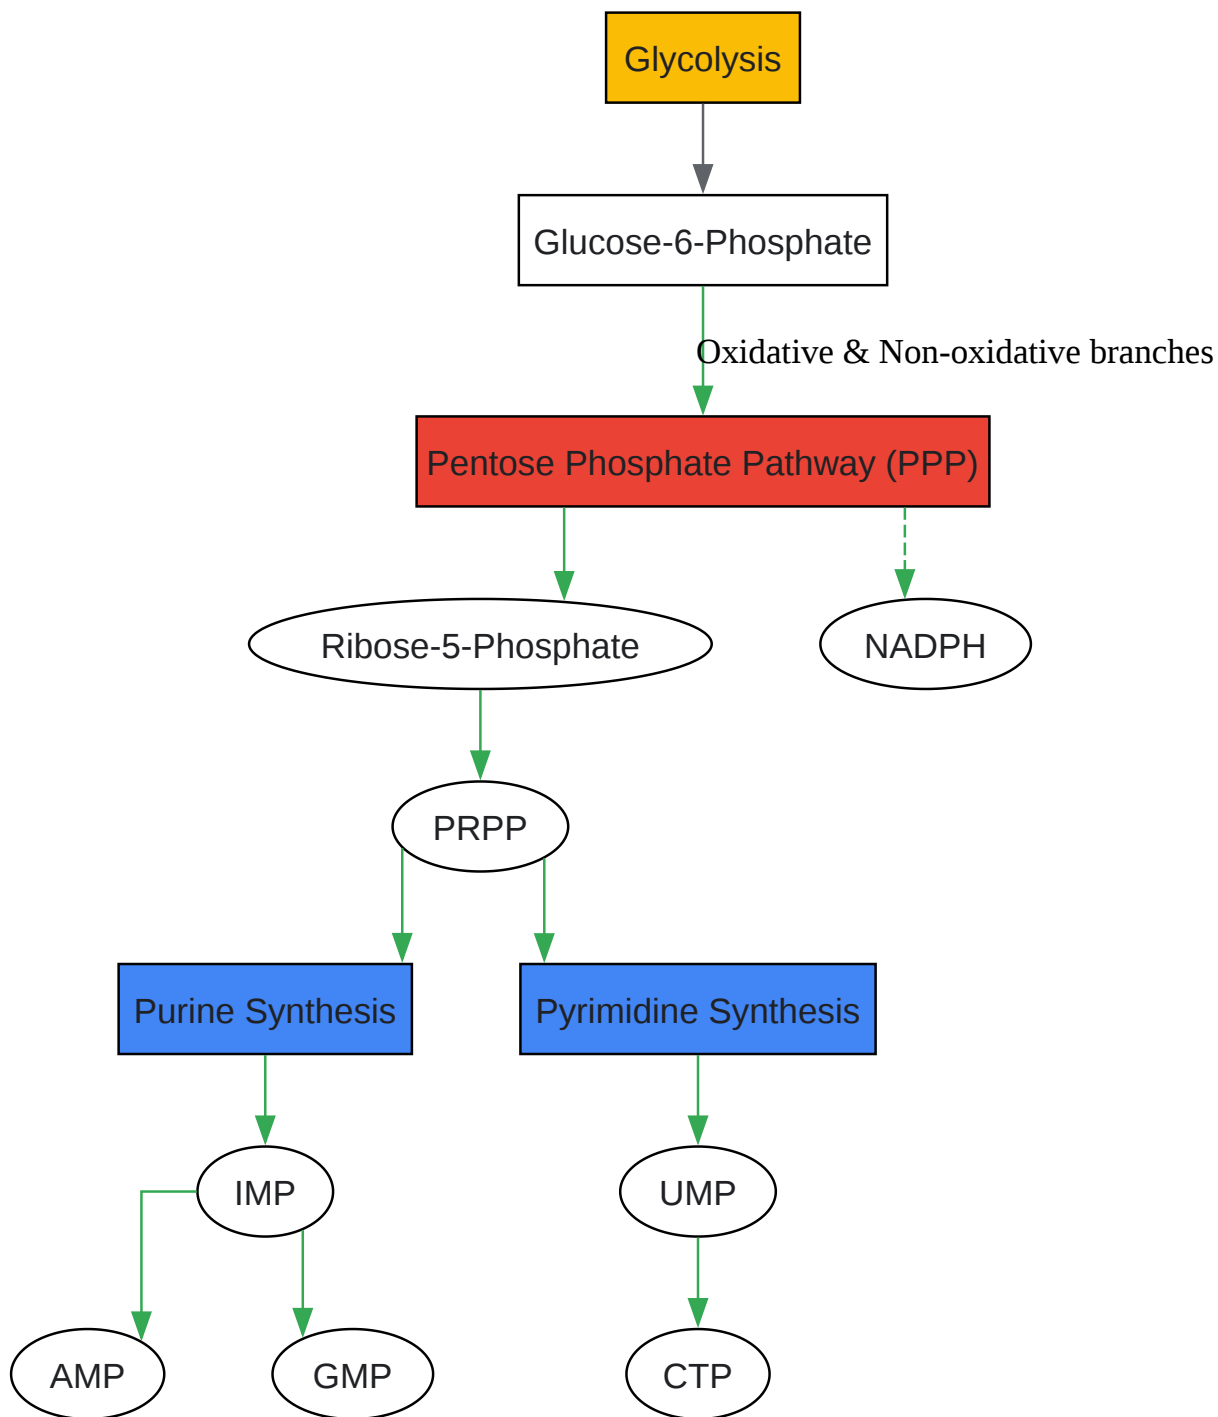 Glycolysis
Glucose-6-Phosphate
Oxidative & Non-oxidative branches
Pentose Phosphate Pathway (PPP)
Ribose-5-Phosphate
NADPH
PRPP
Purine Synthesis
Pyrimidine Synthesis
IMP
UMP
AMP
GMP
CTP